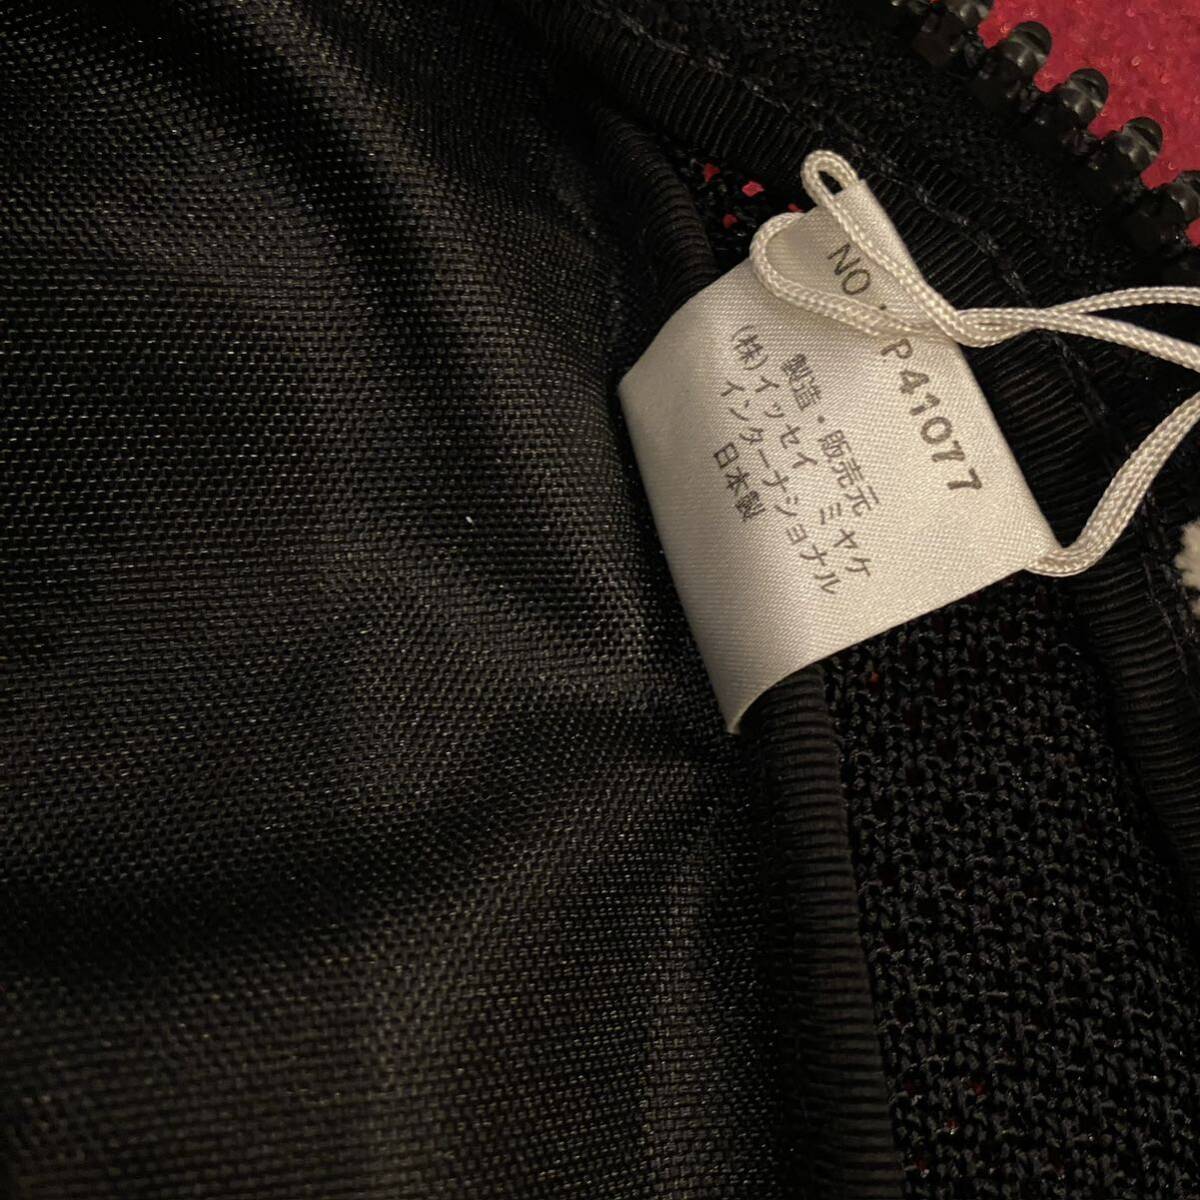 NO. P41077
製造・販売元
(株)イッセイ ミヤケ
インターナショナル
日本製